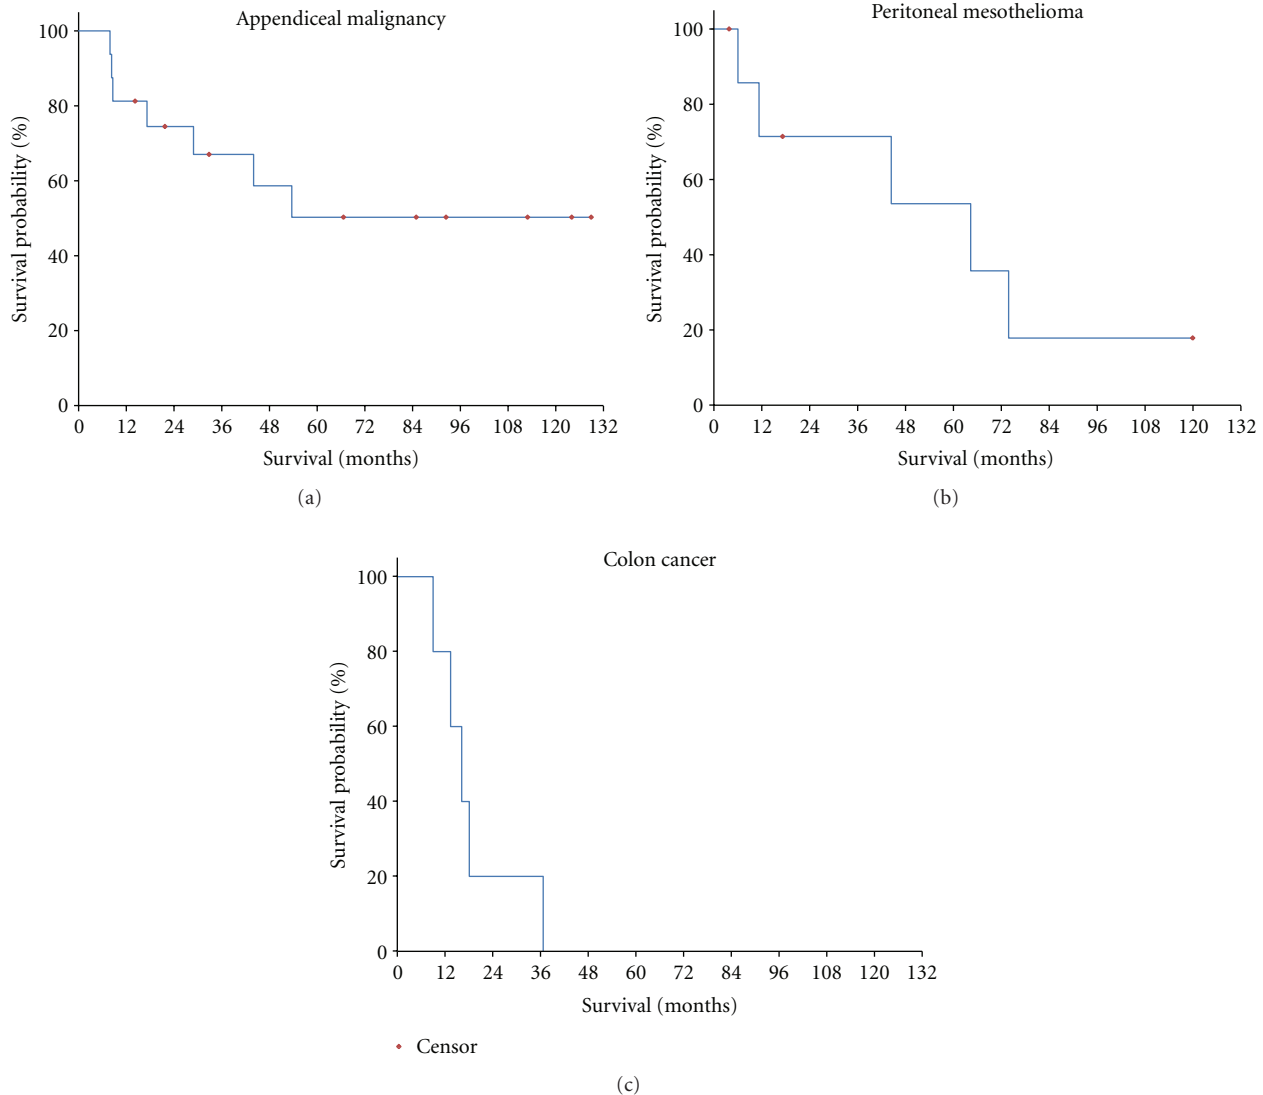 Appendiceal malignancy
100
80
60
40
20
0
Survival probability (%)
0 12 24 36 48 60 72 84 96 108 120 132
Survival (months)
(a)
Peritoneal mesothelioma
100
80
60
40
20
0
Survival probability (%)
0 12 24 36 48 60 72 84 96 108 120 132
Survival (months)
(b)
Colon cancer
100
80
60
40
20
0
Survival probability (%)
0 12 24 36 48 60 72 84 96 108 120 132
Survival (months)
Censor
(c)